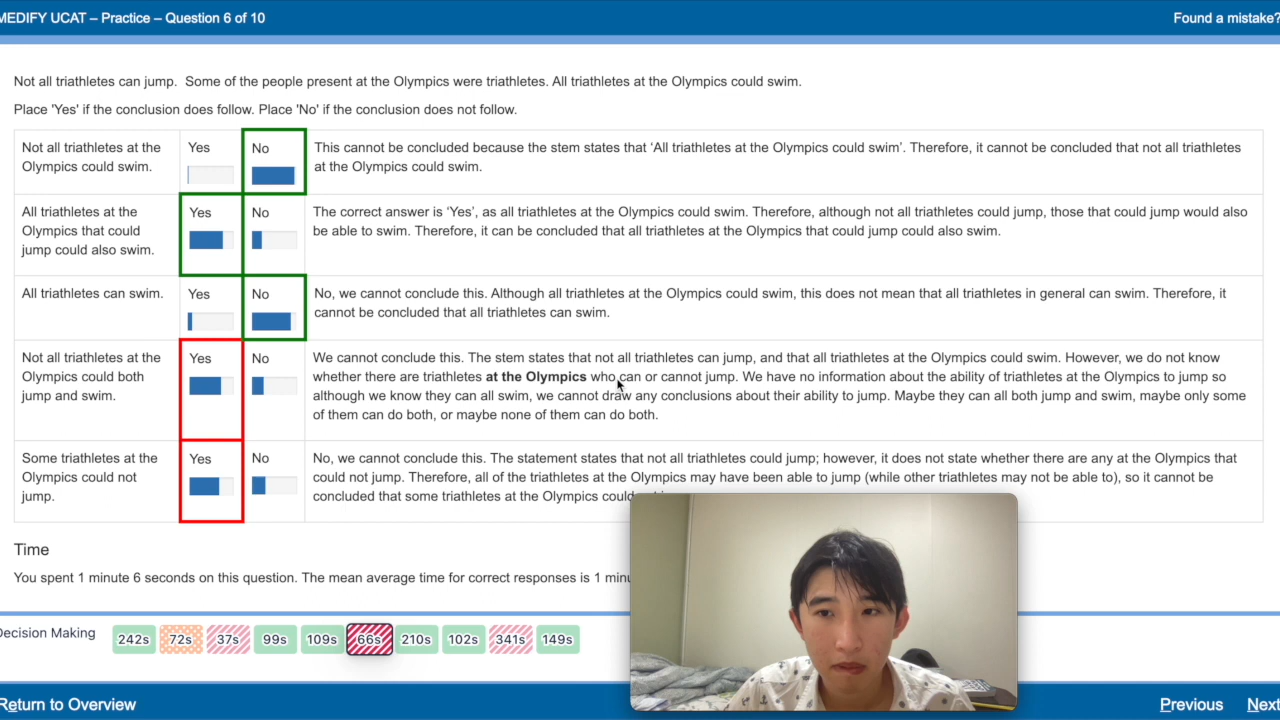 MEDIFY UCAT – Practice – Question 6 of 10
Found a mistake?
Not all triathletes can jump.  Some of the people present at the Olympics were triathletes. All triathletes at the Olympics could swim.
Place 'Yes' if the conclusion does follow. Place 'No' if the conclusion does not follow.
Not all triathletes at the
Olympics could swim.
Yes
No
This cannot be concluded because the stem states that ‘All triathletes at the Olympics could swim’. Therefore, it cannot be concluded that not all triathletes
at the Olympics could swim.
All triathletes at the
Olympics that could
jump could also swim.
Yes
No
The correct answer is ‘Yes’, as all triathletes at the Olympics could swim. Therefore, although not all triathletes could jump, those that could jump would also
be able to swim. Therefore, it can be concluded that all triathletes at the Olympics that could jump could also swim.
All triathletes can swim.
Yes
No
No, we cannot conclude this. Although all triathletes at the Olympics could swim, this does not mean that all triathletes in general can swim. Therefore, it
cannot be concluded that all triathletes can swim.
Not all triathletes at the
Olympics could both
jump and swim.
Yes
No
We cannot conclude this. The stem states that not all triathletes can jump, and that all triathletes at the Olympics could swim. However, we do not know
whether there are triathletes at the Olympics who can or cannot jump. We have no information about the ability of triathletes at the Olympics to jump so
although we know they can all swim, we cannot draw any conclusions about their ability to jump. Maybe they can all both jump and swim, maybe only some
of them can do both, or maybe none of them can do both.
Some triathletes at the
Olympics could not
jump.
Yes
No
No, we cannot conclude this. The statement states that not all triathletes could jump; however, it does not state whether there are any at the Olympics that
could not jump. Therefore, all of the triathletes at the Olympics may have been able to jump (while other triathletes may not be able to), so it cannot be
concluded that some triathletes at the Olympics could
Time
You spent 1 minute 6 seconds on this question. The mean average time for correct responses is 1
Decision Making
242s
72s
37s
99s
109s
66s
210s
102s
341s
149s
Return to Overview
Previous
Next